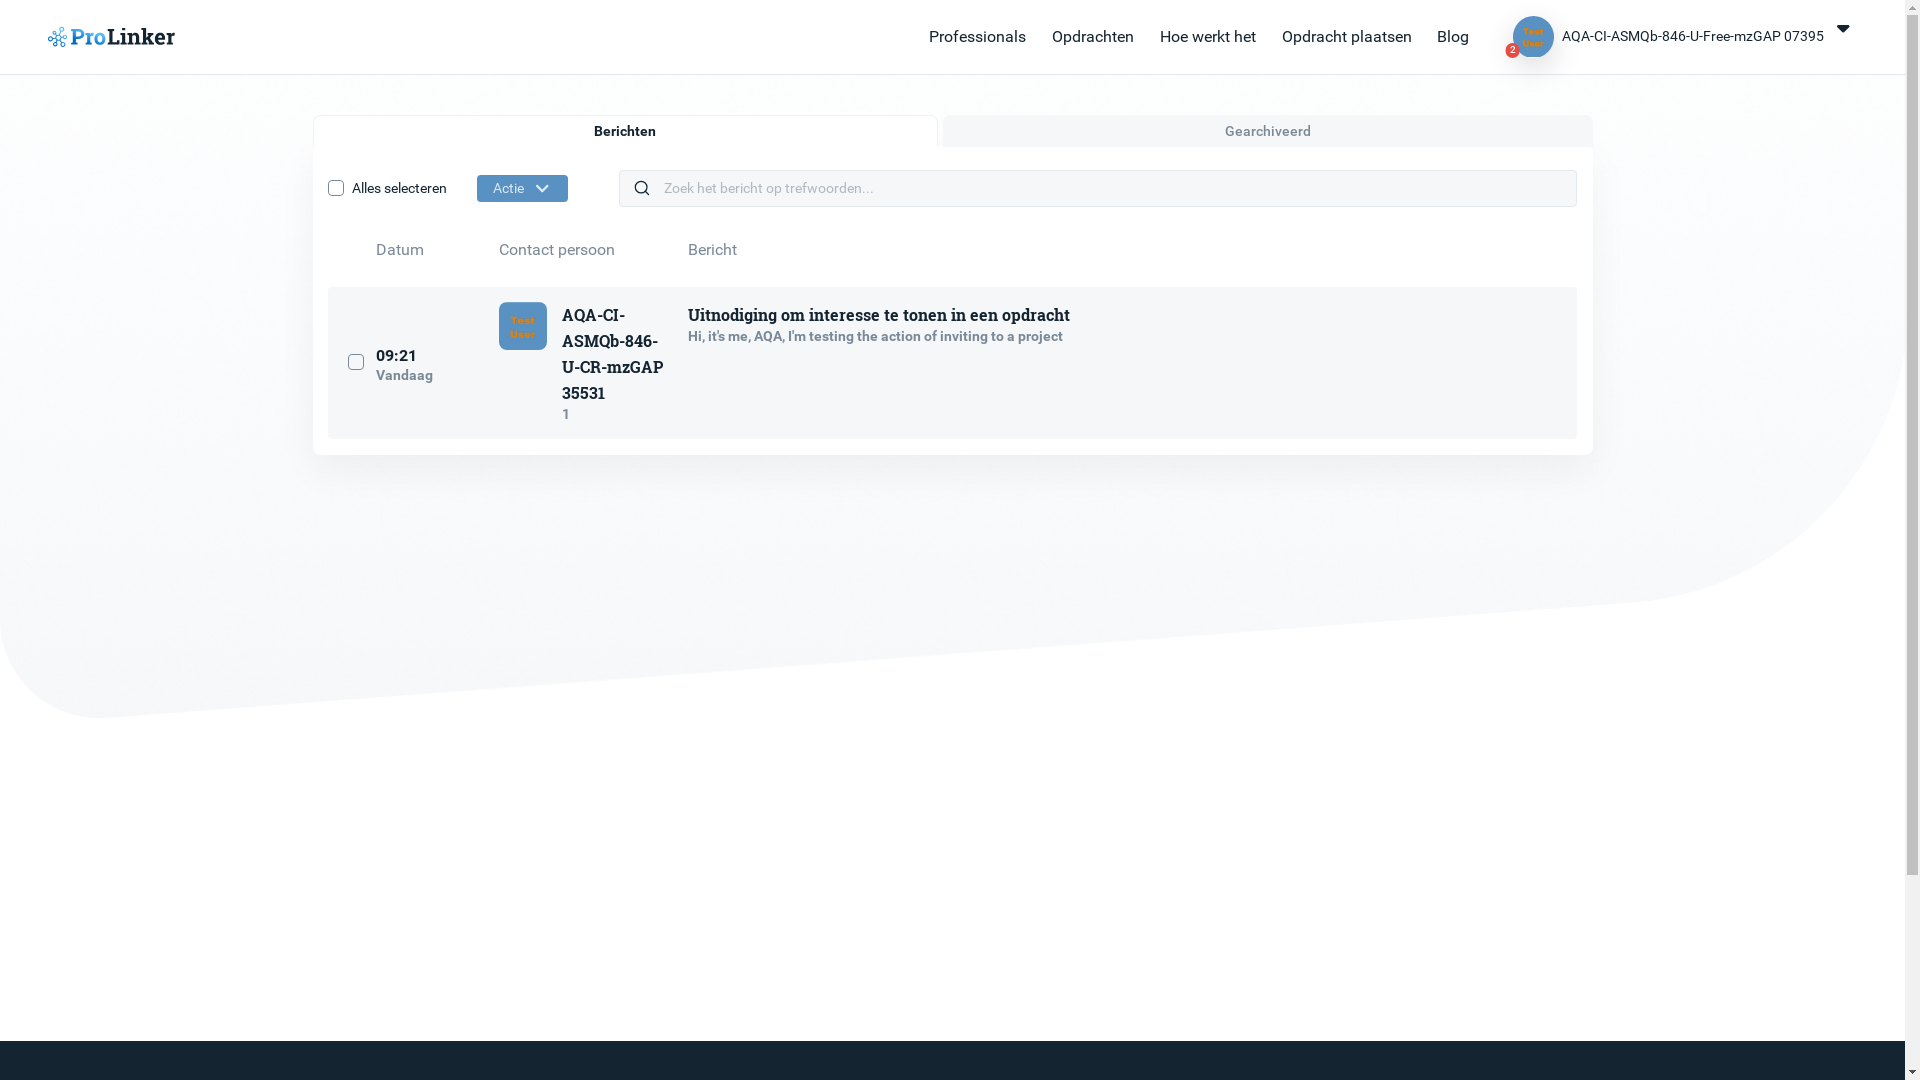 ProLinker
Professionals
Opdrachten
Hoe werkt het
Opdracht plaatsen
Blog
Test
User
2
AQA-CI-ASMQb-846-U-Free-mzGAP 07395
Berichten
Gearchiveerd
Alles selecteren
Actie
Zoek het bericht op trefwoorden...
Datum
Contact persoon
Bericht
09:21
Vandaag
Test
User
AQA-CI-
ASMQb-846-
U-CR-mzGAP
35531
1
Uitnodiging om interesse te tonen in een opdracht
Hi, it's me, AQA, I'm testing the action of inviting to a project